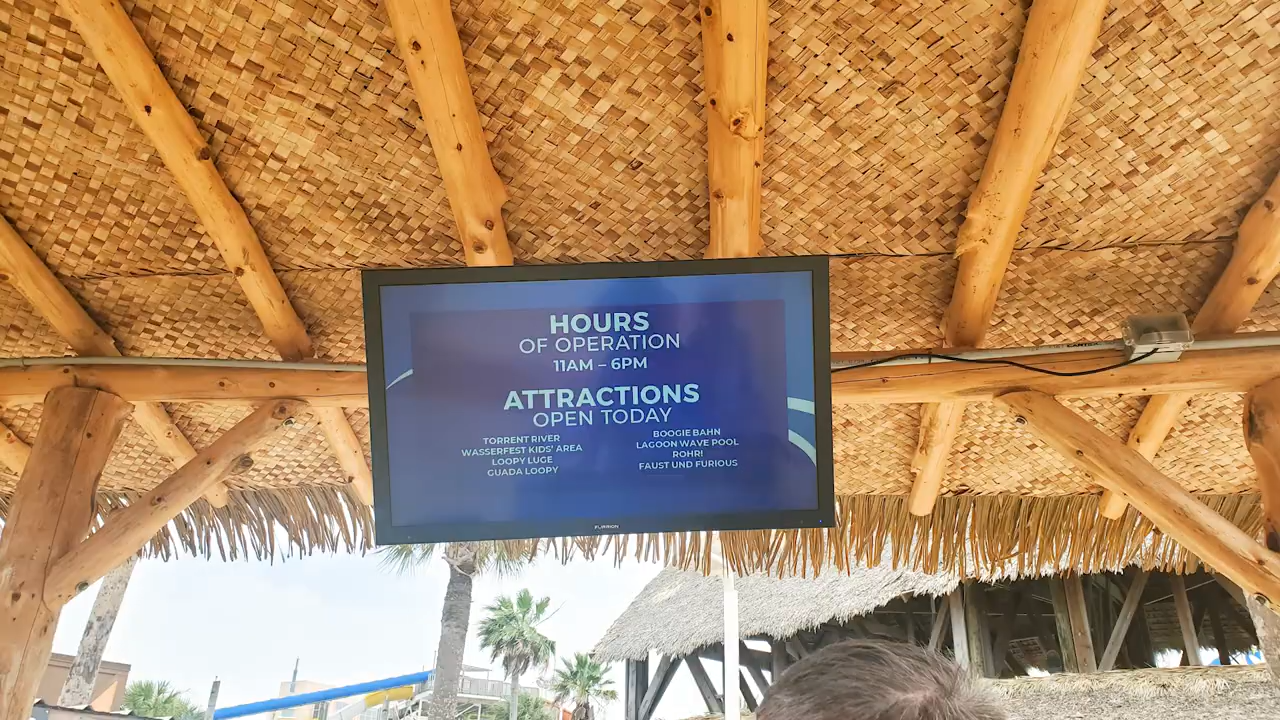 HOURS
OF OPERATION
11AM – 6PM
ATTRACTIONS
OPEN TODAY
TORRENT RIVER
WASSERFEST KIDS' AREA
LOOPY LUGE
GUADA LOOPY
BOOGIE BAHN
LAGOON WAVE POOL
ROHR!
FAUST UND FURIOUS
FURRION